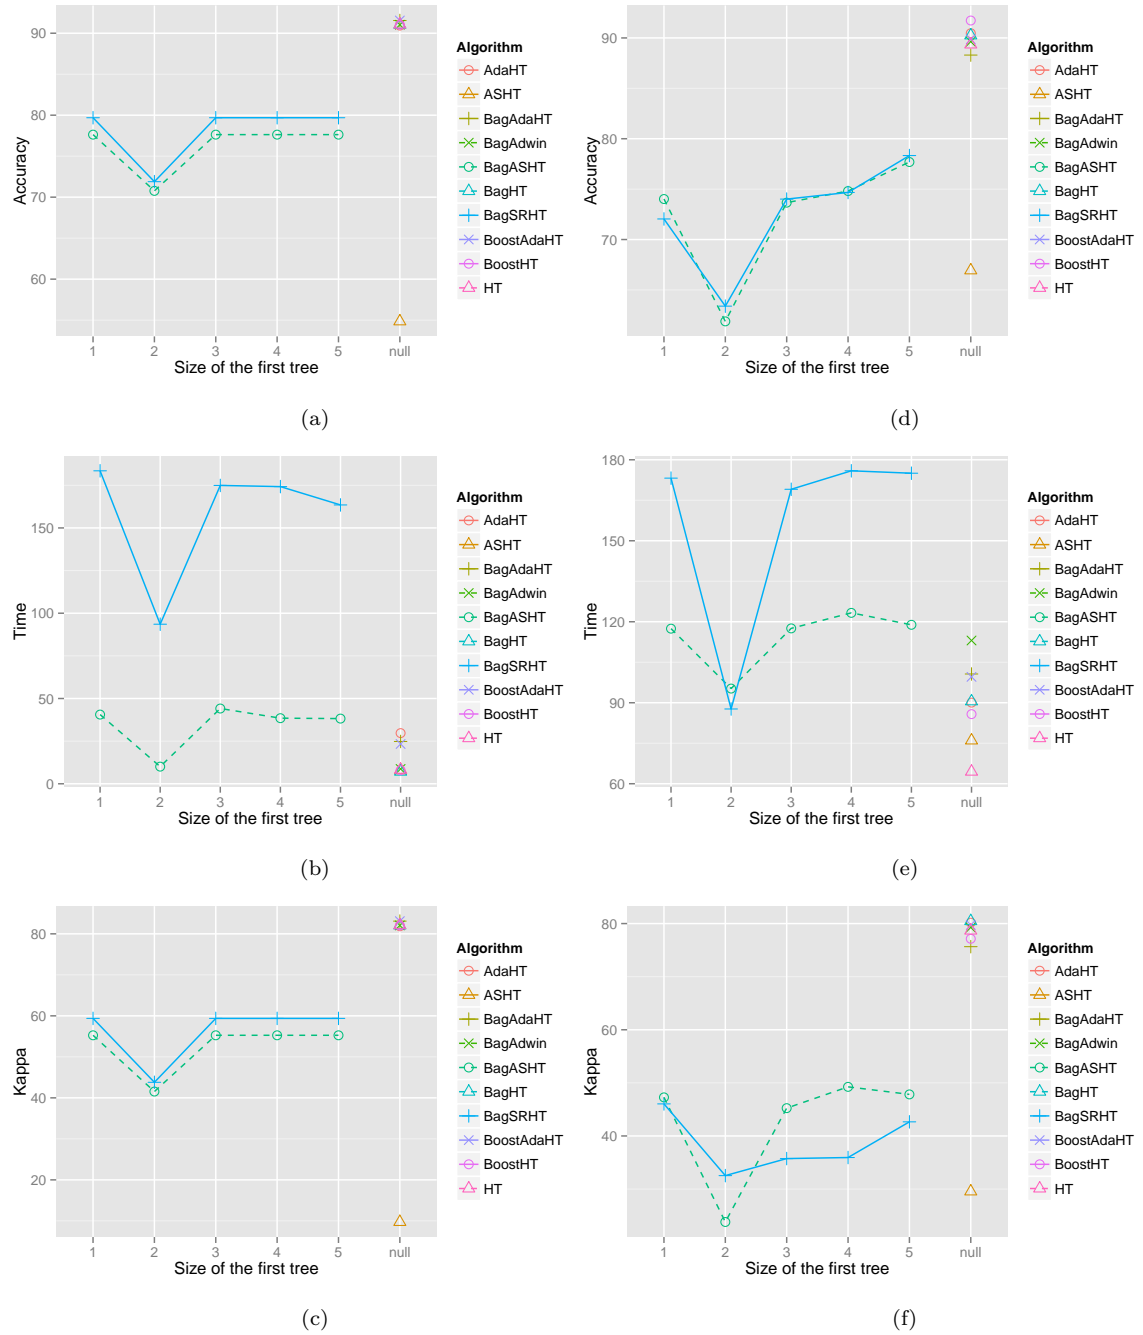 90
80
70
60
Accuracy
1 2 3 4 5 null
Size of the first tree
Algorithm
AdaHT
ASHT
BagAdaHT
BagAdwin
BagASHT
BagHT
BagSRHT
BoostAdaHT
BoostHT
HT
(a)
90
80
70
Accuracy
1 2 3 4 5 null
Size of the first tree
Algorithm
AdaHT
ASHT
BagAdaHT
BagAdwin
BagASHT
BagHT
BagSRHT
BoostAdaHT
BoostHT
HT
(d)
150
100
50
0
Time
1 2 3 4 5 null
Size of the first tree
Algorithm
AdaHT
ASHT
BagAdaHT
BagAdwin
BagASHT
BagHT
BagSRHT
BoostAdaHT
BoostHT
HT
(b)
180
150
120
90
60
Time
1 2 3 4 5 null
Size of the first tree
Algorithm
AdaHT
ASHT
BagAdaHT
BagAdwin
BagASHT
BagHT
BagSRHT
BoostAdaHT
BoostHT
HT
(e)
80
60
40
20
Kappa
1 2 3 4 5 null
Size of the first tree
Algorithm
AdaHT
ASHT
BagAdaHT
BagAdwin
BagASHT
BagHT
BagSRHT
BoostAdaHT
BoostHT
HT
(c)
80
60
40
Kappa
1 2 3 4 5 null
Size of the first tree
Algorithm
AdaHT
ASHT
BagAdaHT
BagAdwin
BagASHT
BagHT
BagSRHT
BoostAdaHT
BoostHT
HT
(f)